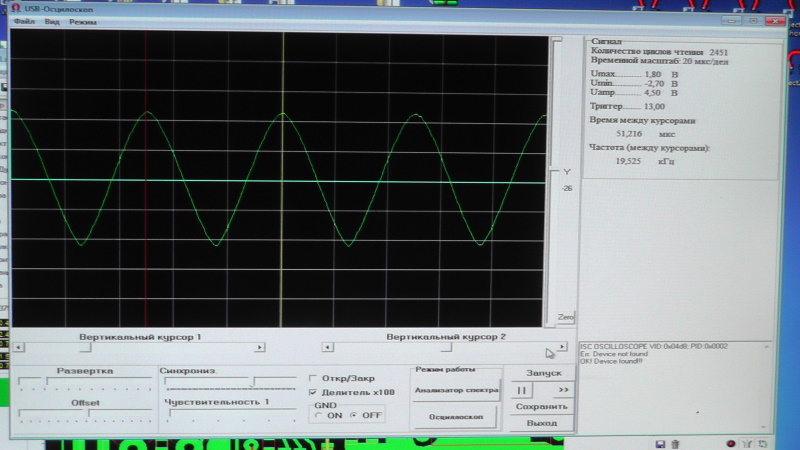 USB-Осцилоскоп
Файл Вид Режим
Сигнал
Количество циклов чтения 2451
Временной масштаб: 20 мкс/дел
Umax......... 1,80 В
Umin......... -2,70 В
Uamp......... 4,50 В
Триггер......... 13,00
Время между курсорами
51,216 мкс
Частота (между курсорами):
19,525 кГц
Y:
-26
Zero
Вертикальный курсор 1 Вертикальный курсор 2
ISC OSCILLOSCOPE VID:0x04d8; PID:0x0002
Ex: Device not found
OK! Device found!!!
Развертка
Offset
Синхрониз.
Чувствительность 1
Откр/Закр
Делитель x100
GND
ON OFF
Режим работы
Анализатор спектра
Осцилоскоп
Запуск
>>
Сохранить
Выход